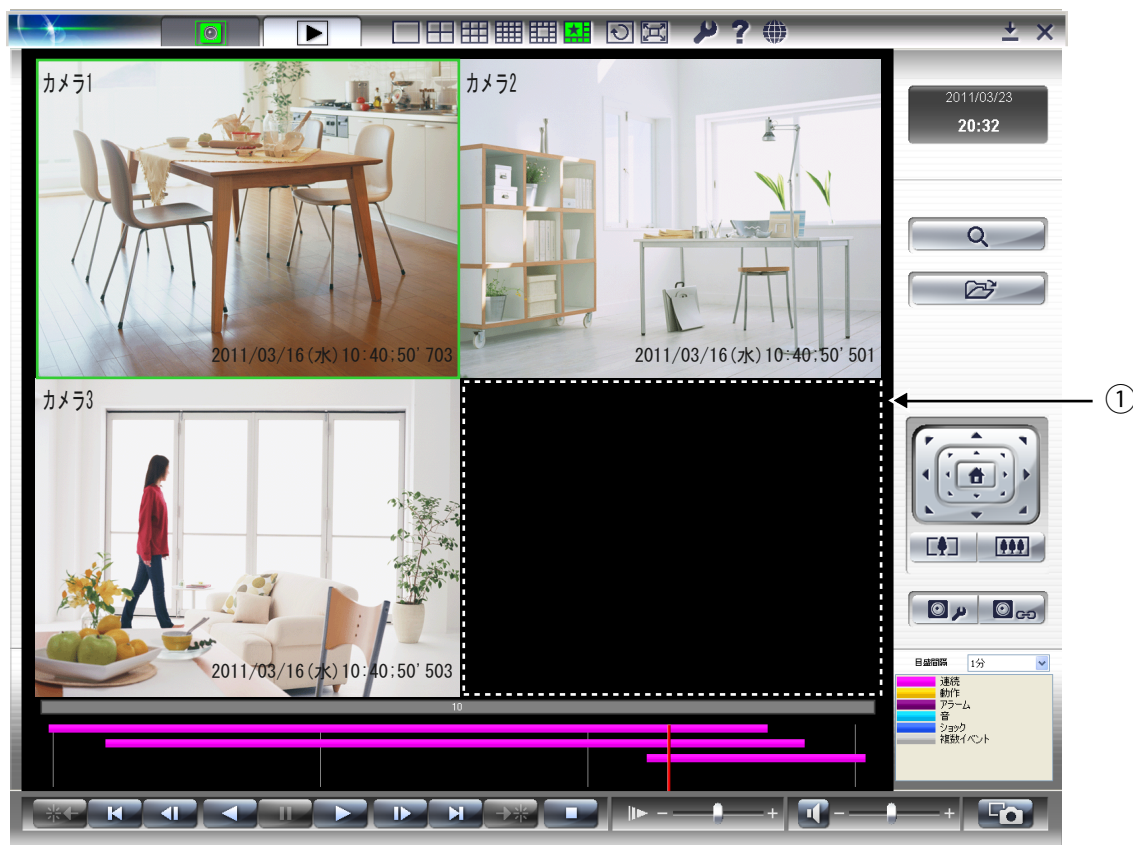 カメラ1
カメラ2
2011/03/23
20:32
2011/03/16(水)10:40;50'703
2011/03/16(水)10:40;50'501
カメラ3
①
2011/03/16(水)10:40;50'503
目盛間隔 1分
連続
動作
アラーム
音
ショック
複数イベント
10